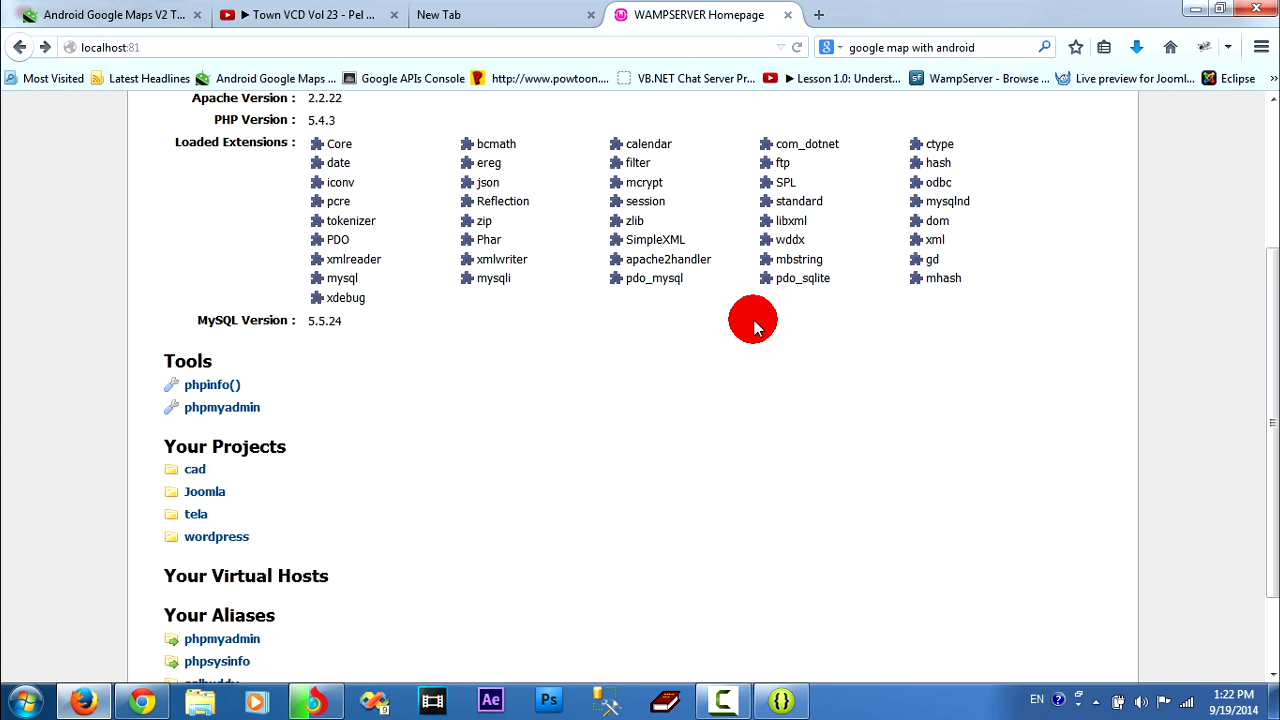 Android Google Maps V2 T...
► Town VCD Vol 23 - Pel ...
New Tab
WAMPSERVER Homepage
localhost:81
google map with android
Most Visited
Latest Headlines
Android Google Maps ...
Google APIs Console
http://www.powtoon....
VB.NET Chat Server Pr...
► Lesson 1.0: Underst...
WampServer - Browse ...
Live preview for Jooml...
Eclipse
Apache Version : 2.2.22
PHP Version : 5.4.3
Loaded Extensions : Core bcmath calendar com_dotnet ctype
date ereg filter ftp hash
iconv json mcrypt SPL odbc
pcre Reflection session standard mysqlnd
tokenizer zip zlib libxml dom
PDO Phar SimpleXML wddx xml
xmlreader xmlwriter apache2handler mbstring gd
mysql mysqli pdo_mysql pdo_sqlite mhash
xdebug
MySQL Version : 5.5.24
Tools
phpinfo()
phpmyadmin
Your Projects
cad
Joomla
tela
wordpress
Your Virtual Hosts
Your Aliases
phpmyadmin
phpsysinfo
Ae
Ps
EN
1:22 PM
9/19/2014